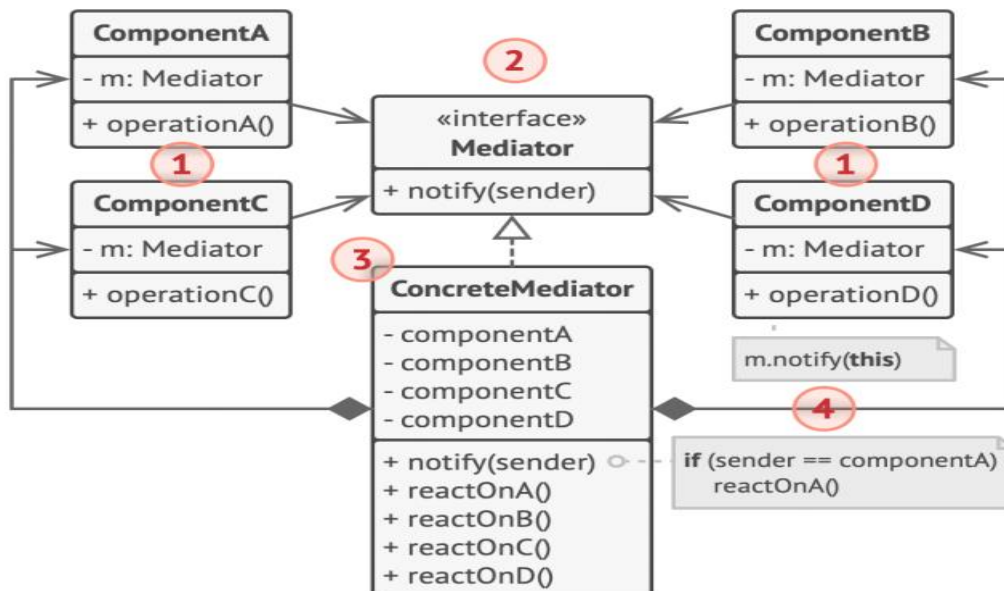 ComponentA
- m: Mediator
+ operationA()
1
ComponentC
- m: Mediator
+ operationC()
2
«interface»
Mediator
+ notify(sender)
ComponentB
- m: Mediator
+ operationB()
1
ComponentD
- m: Mediator
+ operationD()
m.notify(this)
3
ConcreteMediator
- componentA
- componentB
- componentC
- componentD
+ notify(sender)
+ reactOnA()
+ reactOnB()
+ reactOnC()
+ reactOnD()
4
if (sender == componentA)
reactOnA()